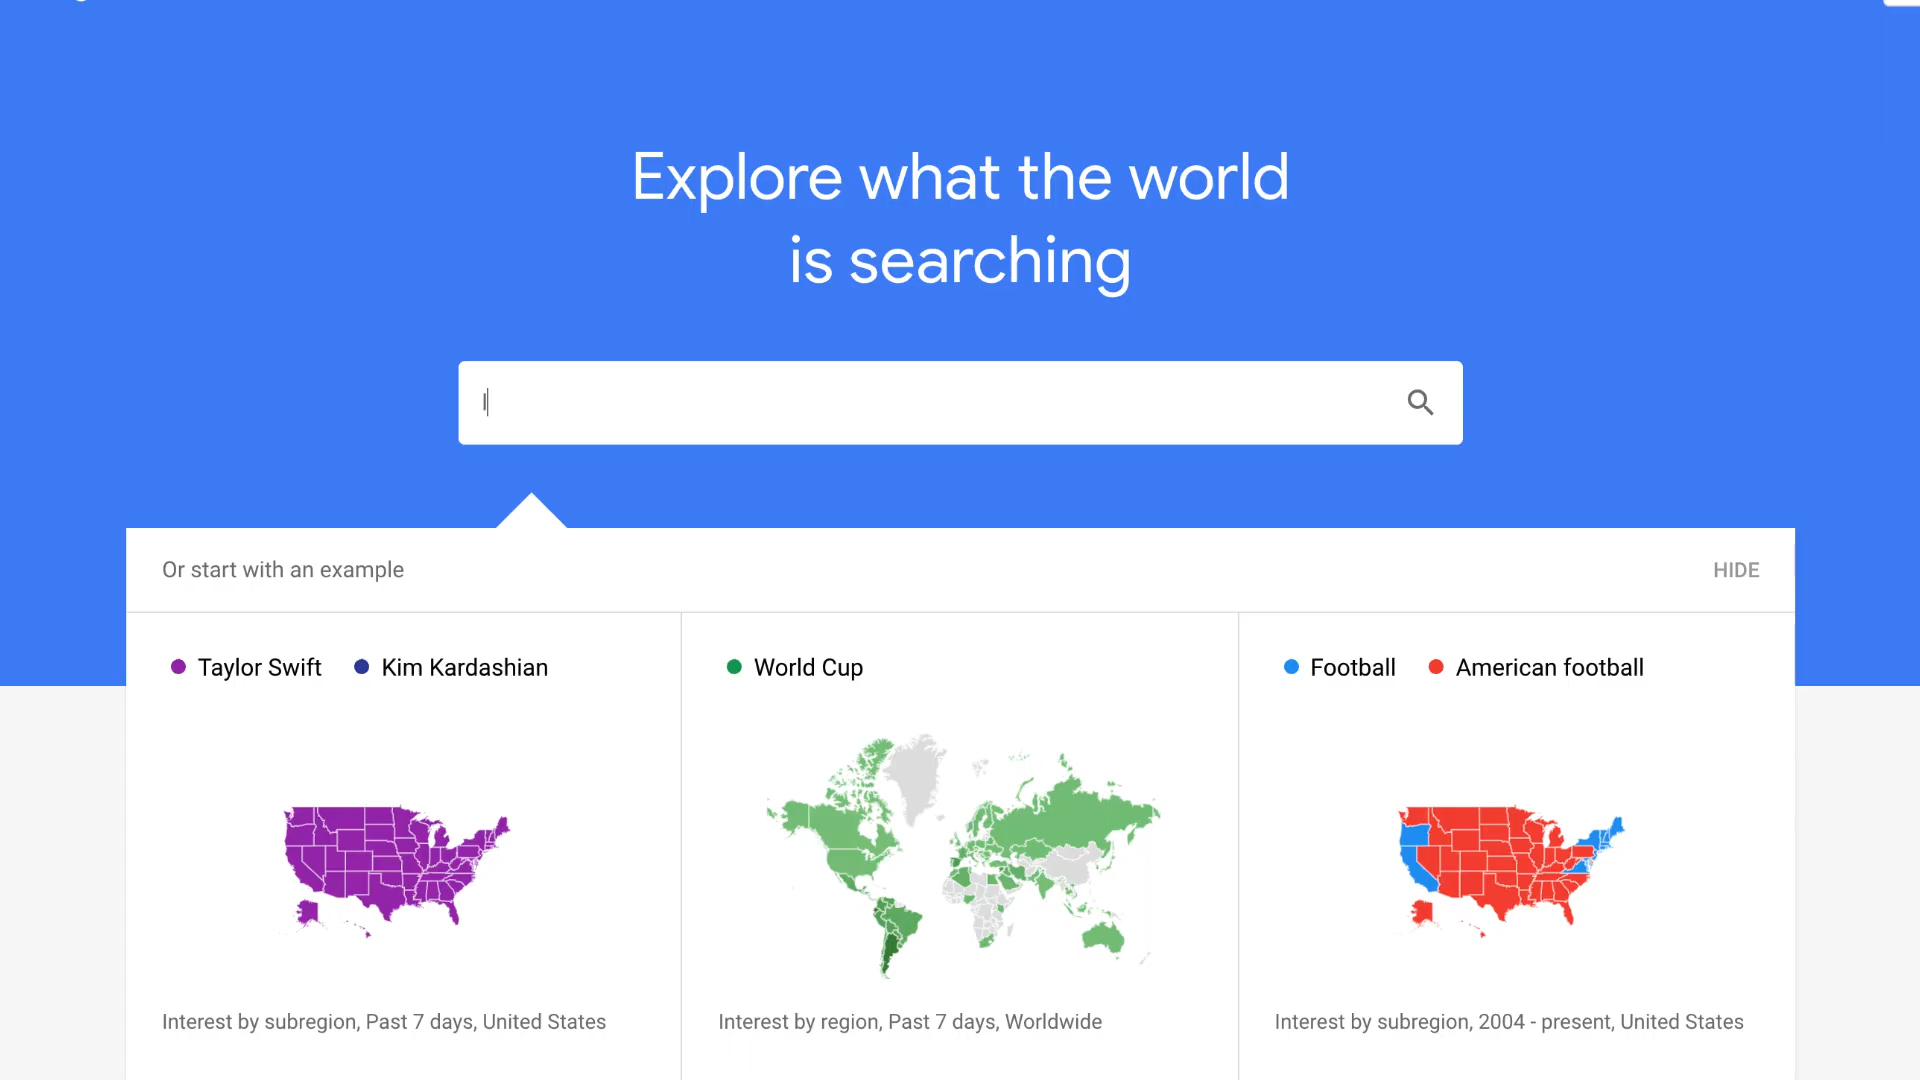 Explore what the world
is searching
Or start with an example
HIDE
Taylor Swift
Kim Kardashian
World Cup
Football
American football
Interest by subregion, Past 7 days, United States
Interest by region, Past 7 days, Worldwide
Interest by subregion, 2004 - present, United States